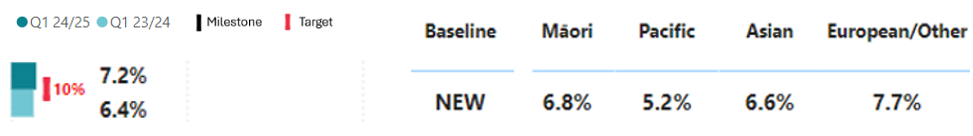 Q1 24/25 Q1 23/24 Milestone Target
Baseline Māori Pacific Asian European/Other
7.2%
10%
6.4%
NEW 6.8% 5.2% 6.6% 7.7%